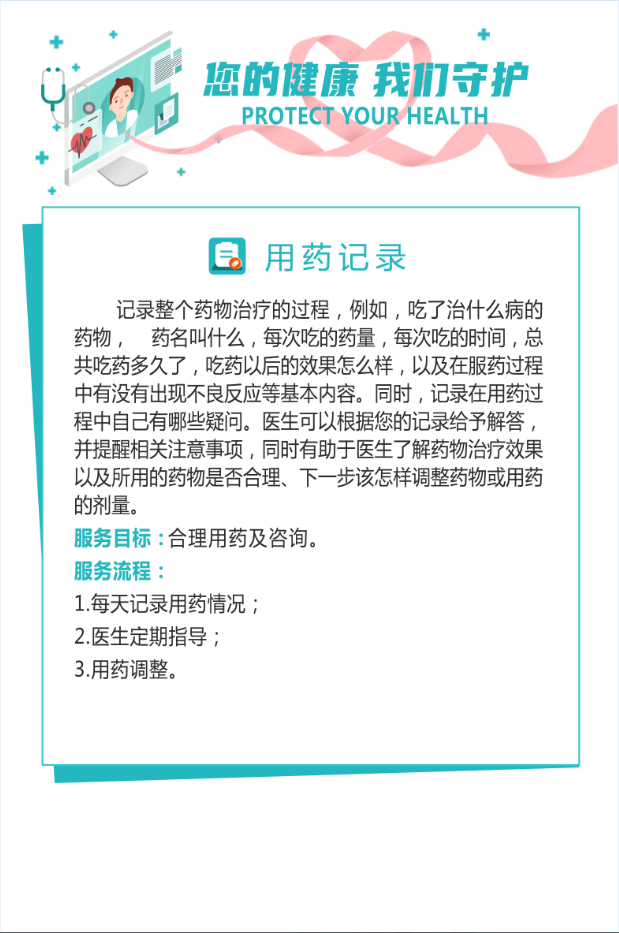 您的健康 我们守护
PROTECT YOUR HEALTH
用药记录
记录整个药物治疗的过程，例如，吃了治什么病的
药物， 药名叫什么，每次吃的药量，每次吃的时间，总
共吃药多久了，吃药以后的效果怎么样，以及在服药过程
中有没有出现不良反应等基本内容。同时，记录在用药过
程中自己有哪些疑问。医生可以根据您的记录给予解答，
并提醒相关注意事项，同时有助于医生了解药物治疗效果
以及所用的药物是否合理、下一步该怎样调整药物或用药
的剂量。
服务目标：合理用药及咨询。
服务流程：
1.每天记录用药情况；
2.医生定期指导；
3.用药调整。